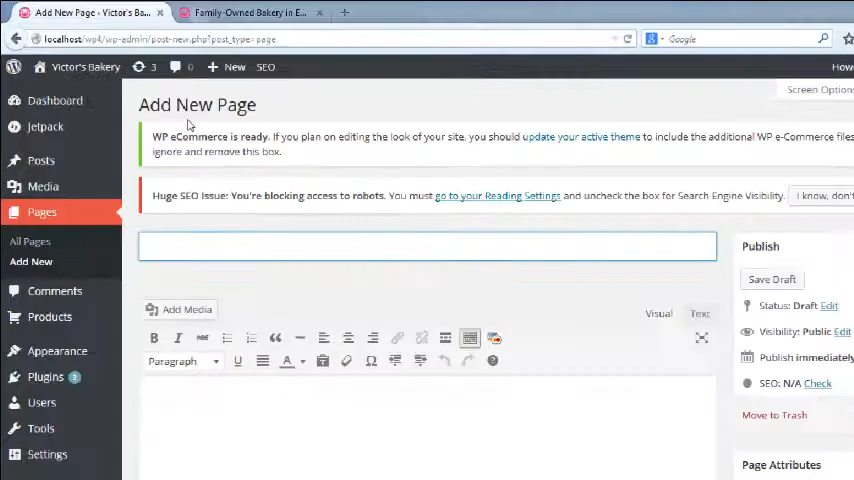 Add New Page ‹ Victor's Ba... × Family-Owned Bakery in E... × +
localhost/wp4/wp-admin/post-new.php?post_type=page Google
Victor's Bakery 3 0 + New SEO How
Screen Options
Dashboard
Jetpack
Posts
Media
Pages
All Pages
Add New
Comments
Products
Appearance
Plugins 3
Users
Tools
Settings
Add New Page
WP eCommerce is ready. If you plan on editing the look of your site, you should update your active theme to include the additional WP e-Commerce files
ignore and remove this box.
Huge SEO Issue: You're blocking access to robots. You must go to your Reading Settings and uncheck the box for Search Engine Visibility. I know, don'
Add Media Visual Text
B I ABC
Paragraph U A Ω ?
Publish
Save Draft
Status: Draft Edit
Visibility: Public Edit
Publish immediately
SEO: N/A Check
Move to Trash
Page Attributes